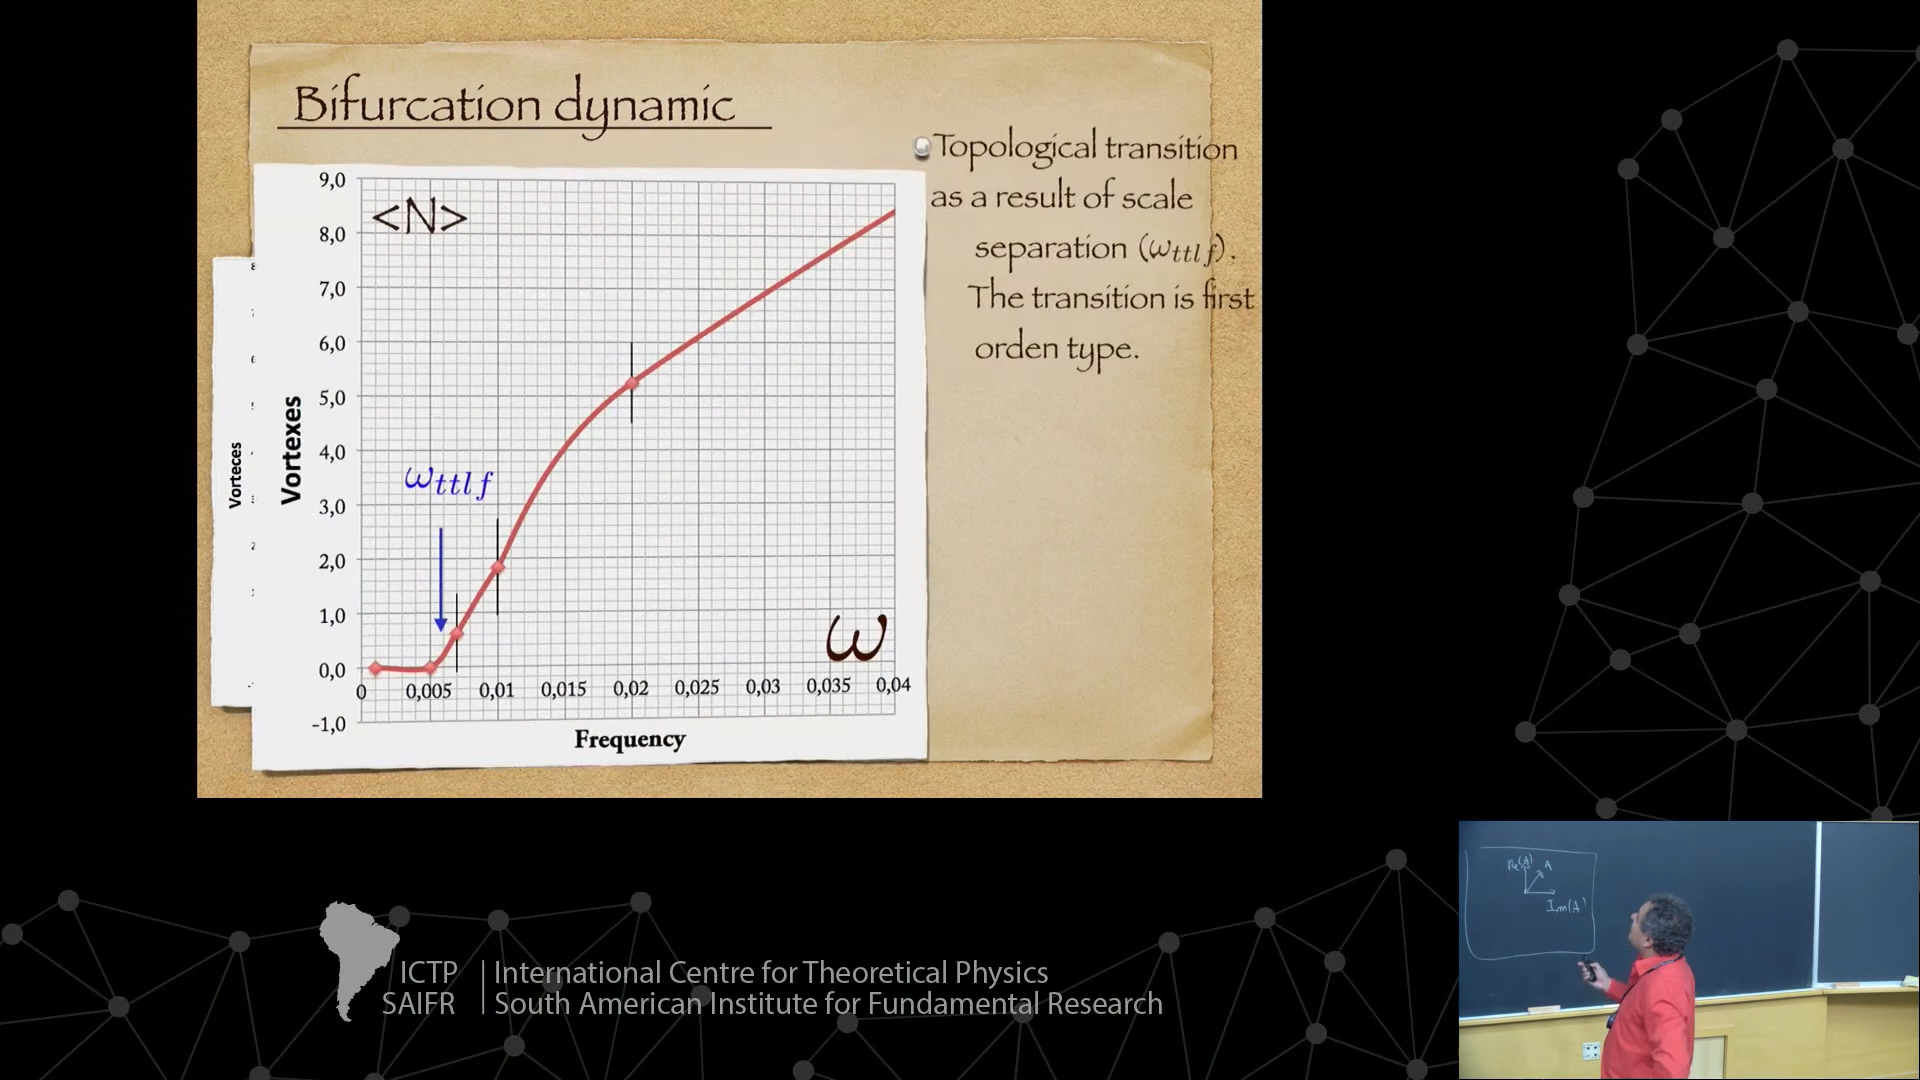 Bifurcation dynamic
Topological transition
as a result of scale
separation (ωttlf).
The transition is first
orden type.
<N>
9,0
8,0
7,0
6,0
5,0
4,0
3,0
2,0
1,0
0,0
-1,0
Vortexes
Vorteces
ωttlf
ω
0 0,005 0,01 0,015 0,02 0,025 0,03 0,035 0,04
Frequency
Re(A) A
Im(A)
ICTP
SAIFR
International Centre for Theoretical Physics
South American Institute for Fundamental Research